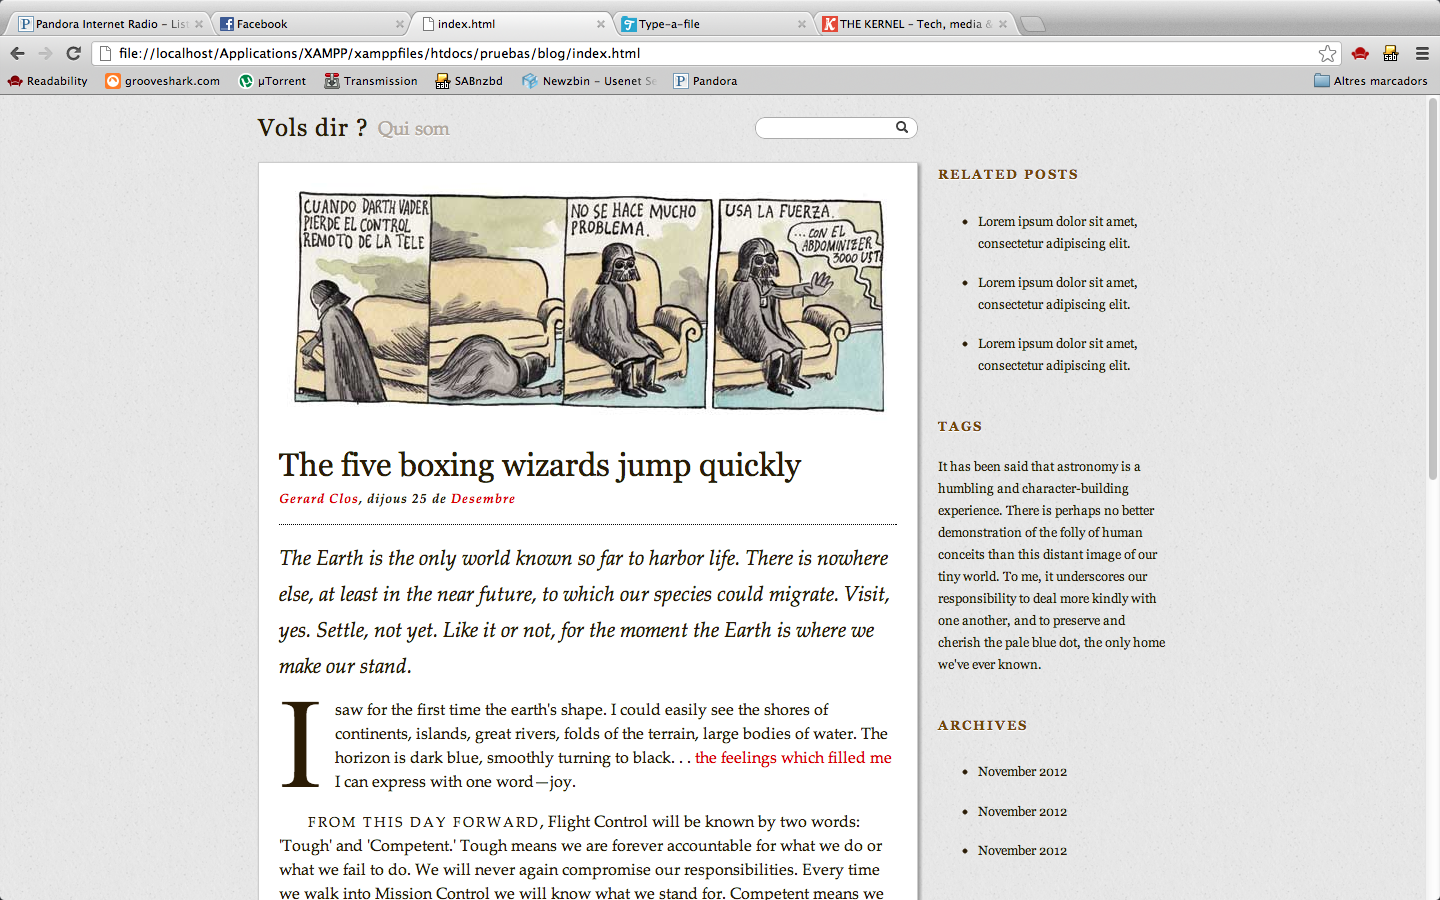 Pandora Internet Radio – Lis
Facebook
index.html
Type-a-file
THE KERNEL – Tech, media &
file://localhost/Applications/XAMPP/xamppfiles/htdocs/pruebas/blog/index.html
Readability
grooveshark.com
µTorrent
Transmission
SABnzbd
Newzbin – Usenet Se
Pandora
Altres marcadors
Vols dir ? Qui som
CUANDO DARTH VADER
PIERDE EL CONTROL
REMOTO DE LA TELE
NO SE HACE MUCHO
PROBLEMA.
USA LA FUERZA.
...CON EL
ABDOMINIZER
3000 UST
The five boxing wizards jump quickly
Gerard Clos, dijous 25 de Desembre
The Earth is the only world known so far to harbor life. There is nowhere
else, at least in the near future, to which our species could migrate. Visit,
yes. Settle, not yet. Like it or not, for the moment the Earth is where we
make our stand.
I saw for the first time the earth's shape. I could easily see the shores of
continents, islands, great rivers, folds of the terrain, large bodies of water. The
horizon is dark blue, smoothly turning to black. . . the feelings which filled me
I can express with one word—joy.
FROM THIS DAY FORWARD, Flight Control will be known by two words:
'Tough' and 'Competent.' Tough means we are forever accountable for what we do or
what we fail to do. We will never again compromise our responsibilities. Every time
we walk into Mission Control we will know what we stand for. Competent means we
RELATED POSTS
• Lorem ipsum dolor sit amet,
consectetur adipiscing elit.
• Lorem ipsum dolor sit amet,
consectetur adipiscing elit.
• Lorem ipsum dolor sit amet,
consectetur adipiscing elit.
TAGS
It has been said that astronomy is a
humbling and character-building
experience. There is perhaps no better
demonstration of the folly of human
conceits than this distant image of our
tiny world. To me, it underscores our
responsibility to deal more kindly with
one another, and to preserve and
cherish the pale blue dot, the only home
we've ever known.
ARCHIVES
• November 2012
• November 2012
• November 2012